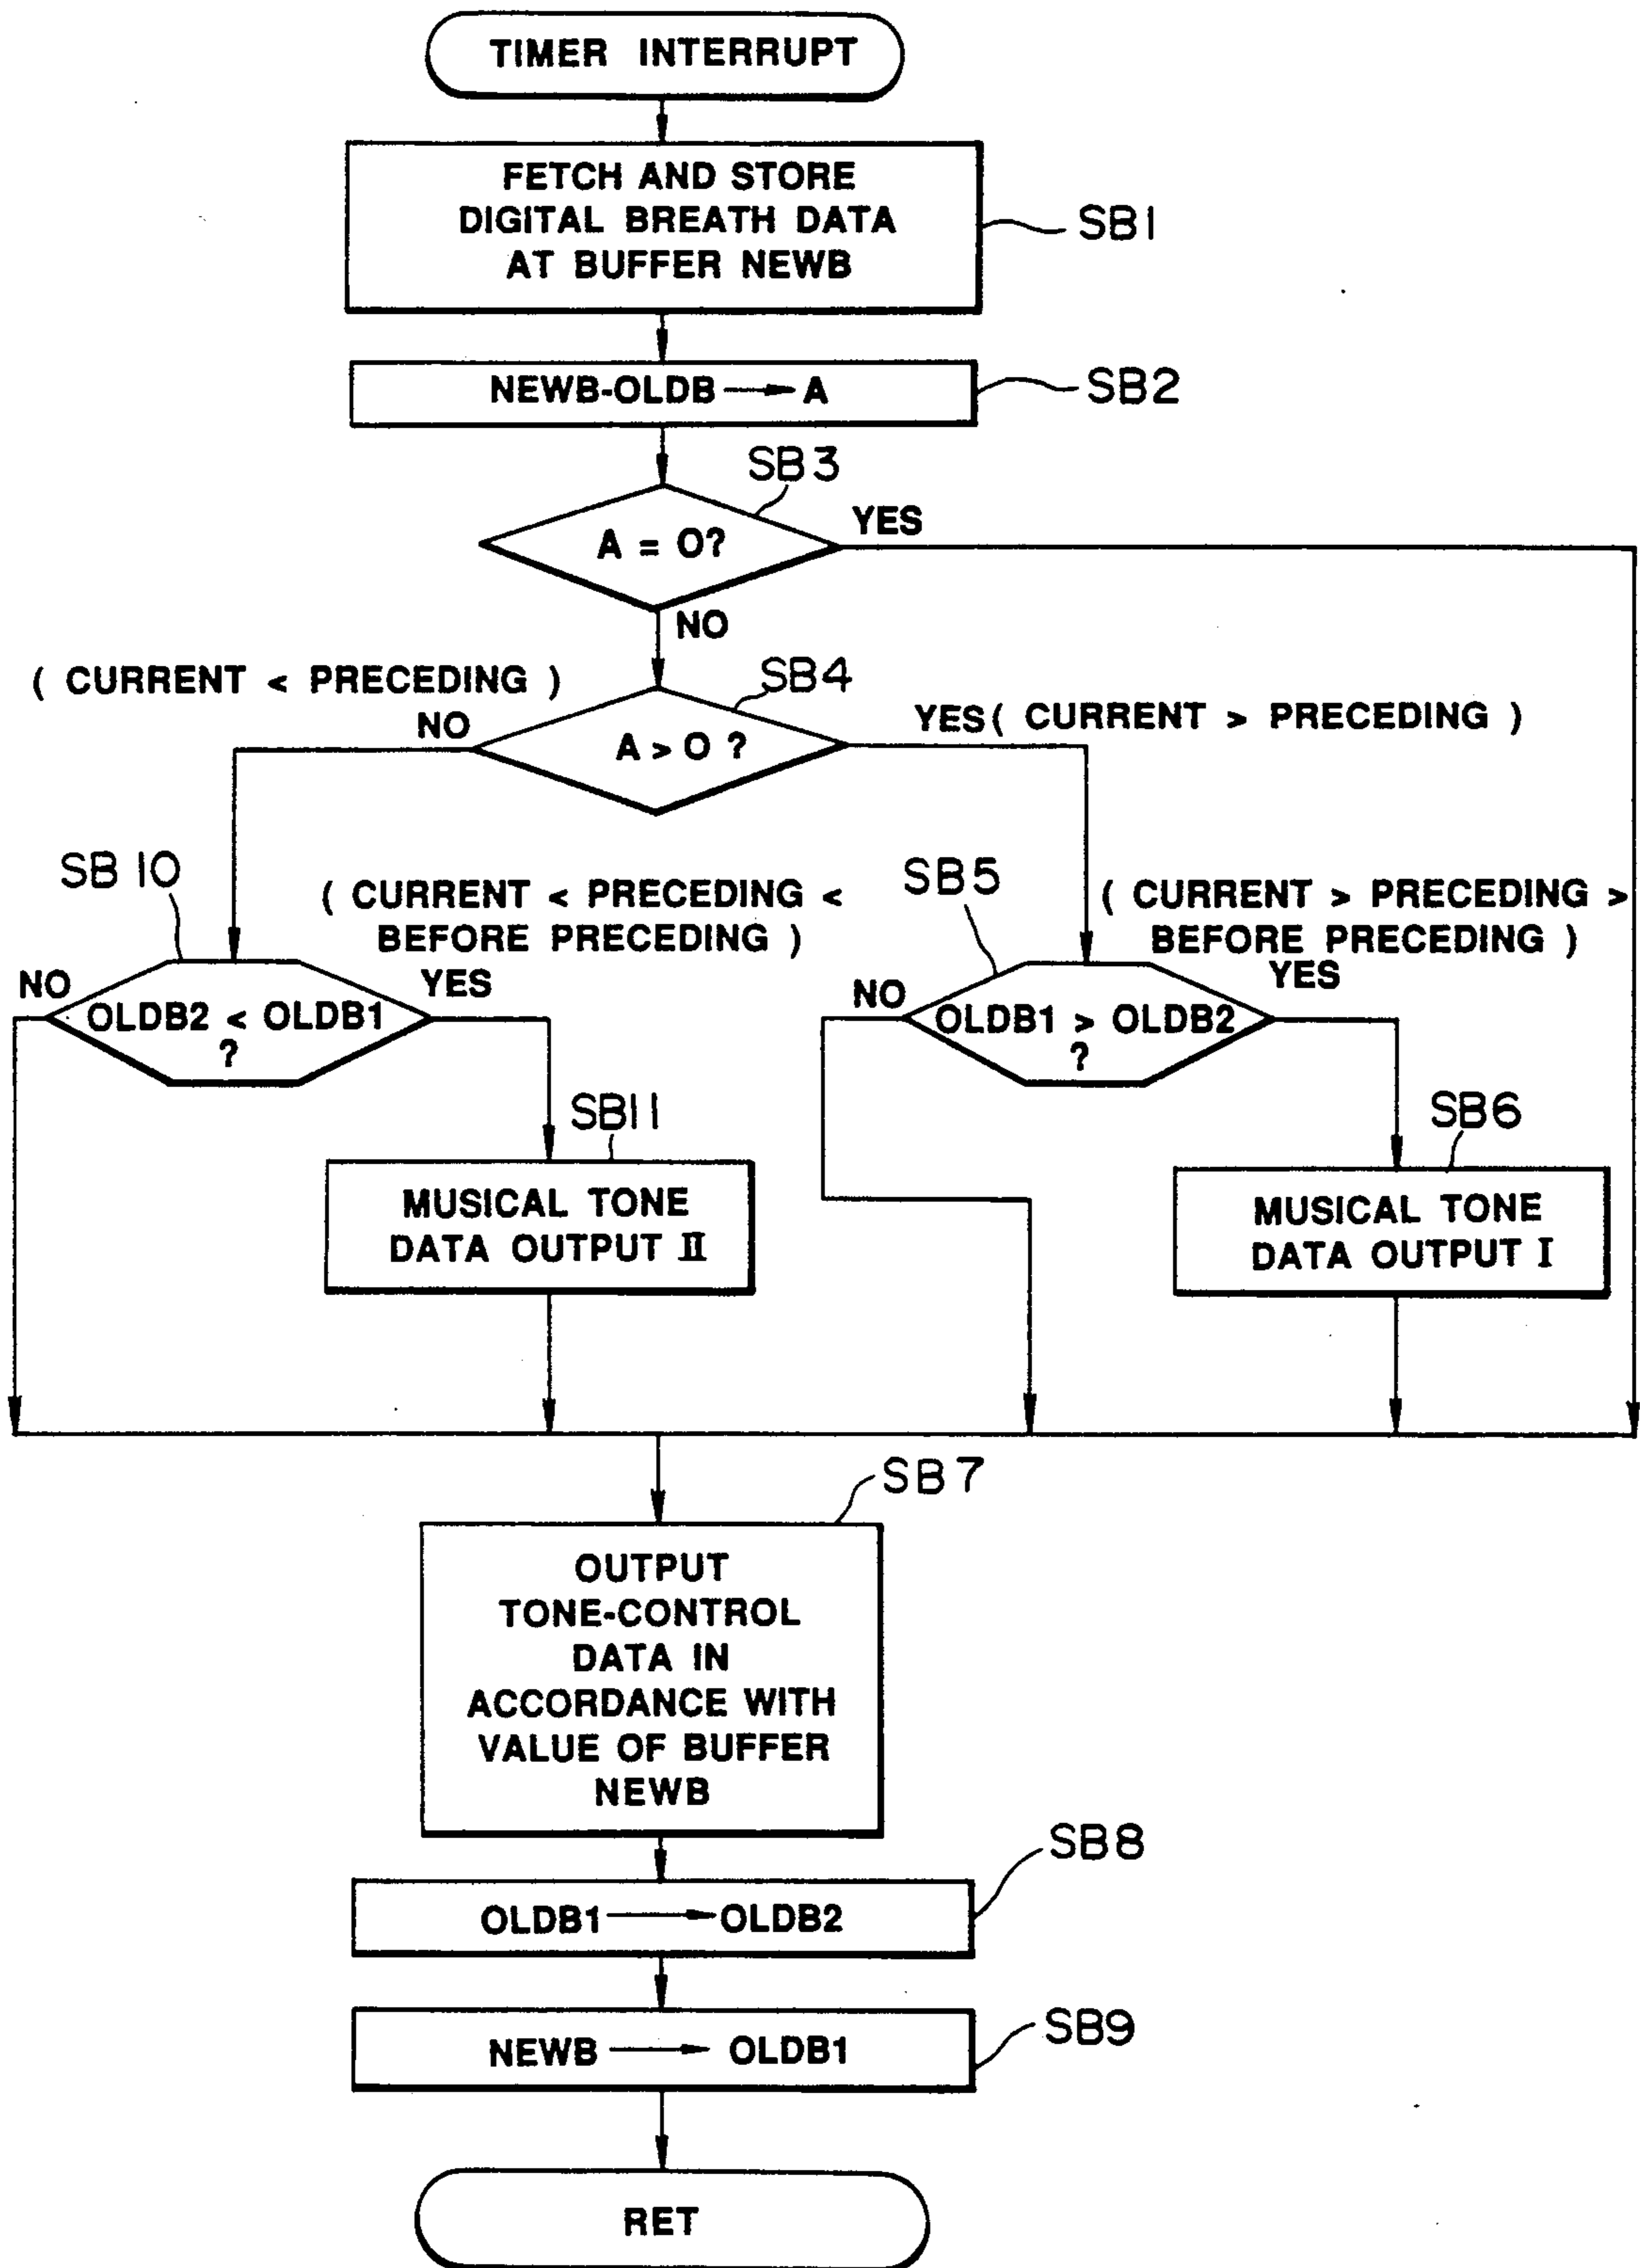 TIMER INTERRUPT
FETCH AND STORE
DIGITAL BREATH DATA
AT BUFFER NEWB
SB1
NEWB-OLDB → A
SB2
SB3
A = 0?
YES
NO
( CURRENT < PRECEDING )
SB4
NO
A > 0 ?
YES ( CURRENT > PRECEDING )
SB10
( CURRENT < PRECEDING <
BEFORE PRECEDING )
NO
YES
OLDB2 < OLDB1
?
SB5
( CURRENT > PRECEDING >
BEFORE PRECEDING )
NO
YES
OLDB1 > OLDB2
?
SB11
MUSICAL TONE
DATA OUTPUT II
SB6
MUSICAL TONE
DATA OUTPUT I
SB7
OUTPUT
TONE-CONTROL
DATA IN
ACCORDANCE WITH
VALUE OF BUFFER
NEWB
SB8
OLDB1 → OLDB2
SB9
NEWB → OLDB1
RET